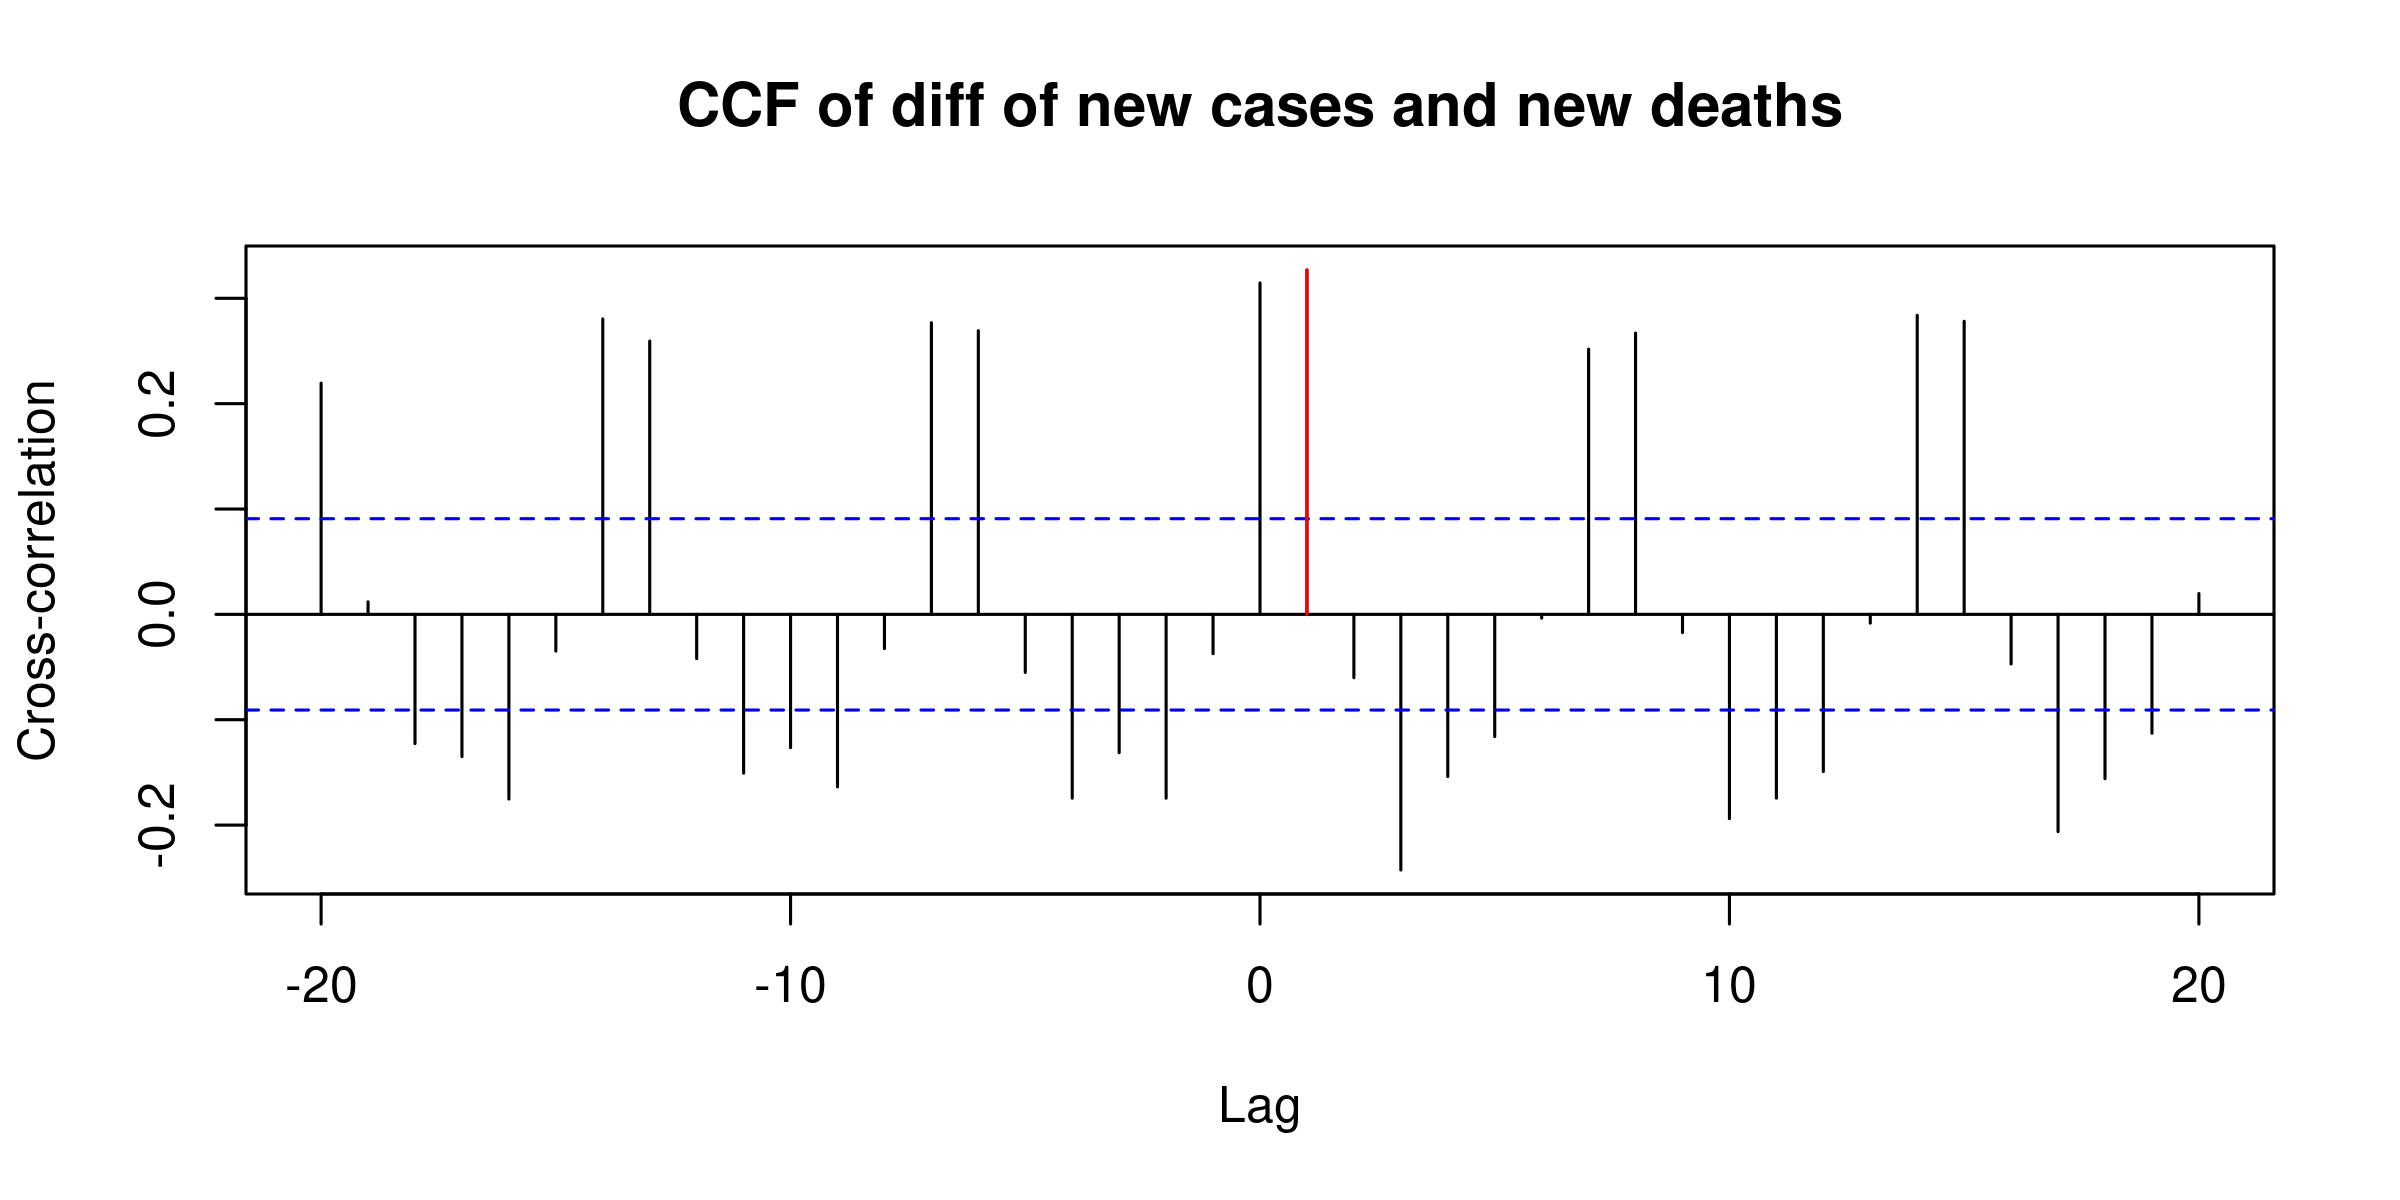 CCF of diff of new cases and new deaths
Cross-correlation
0.2
0.0
-0.2
-20 -10 0 10 20
Lag